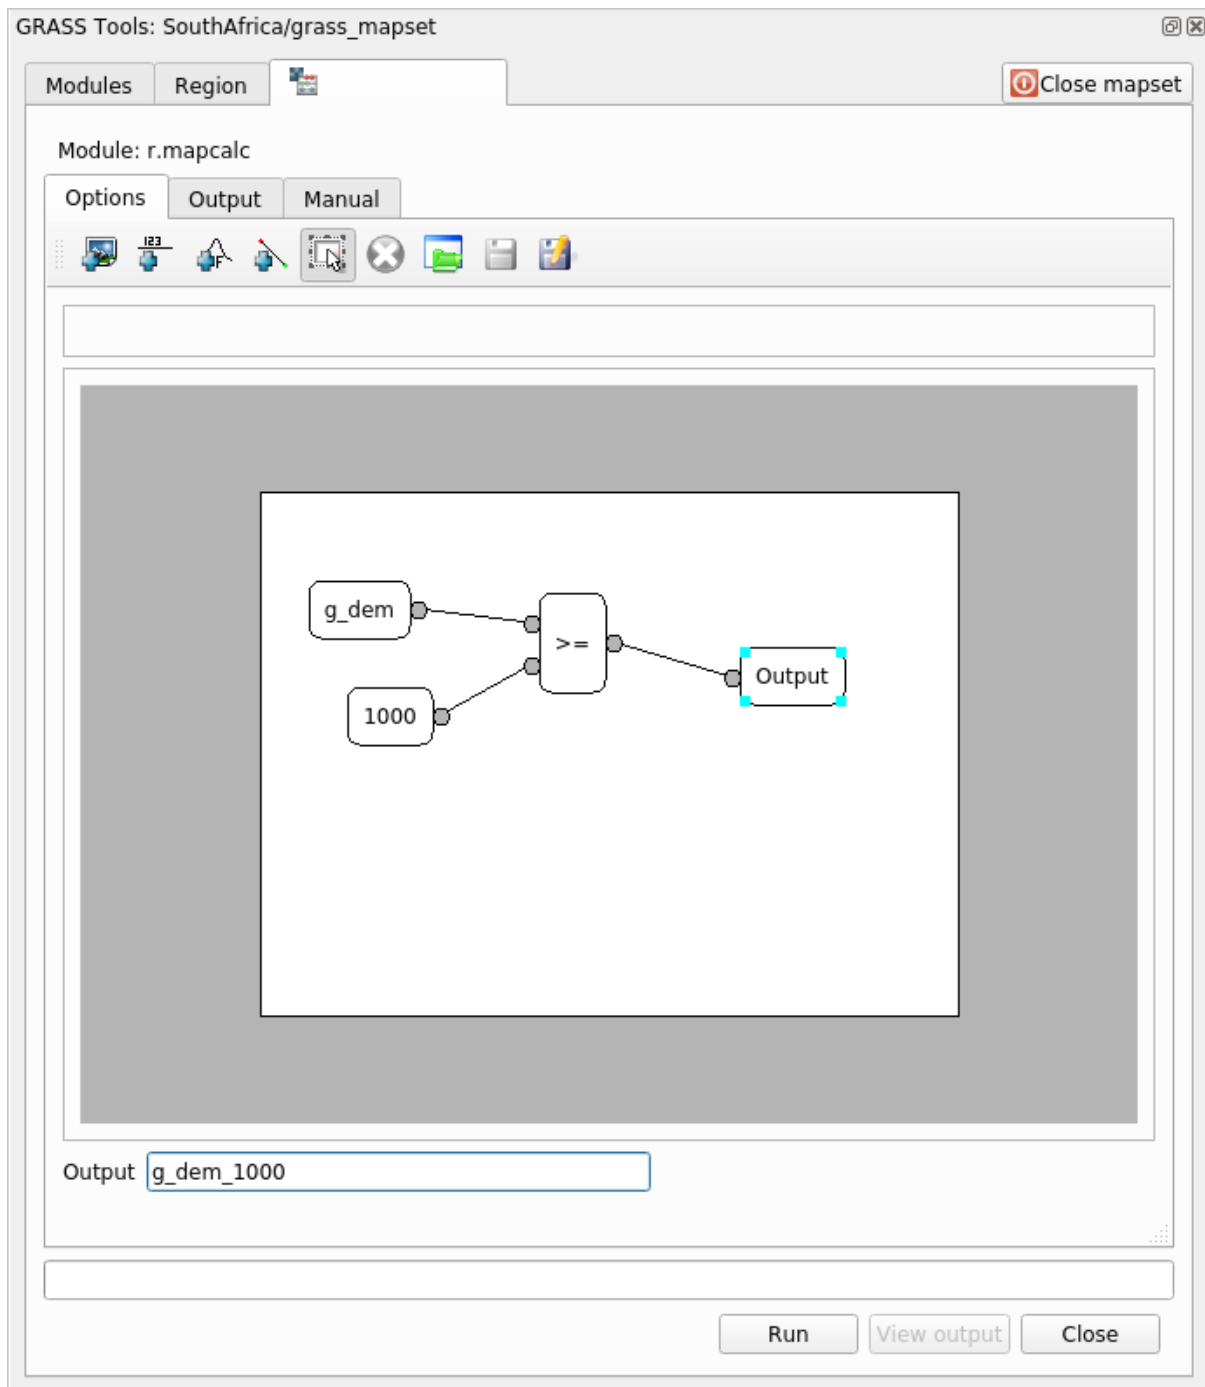 GRASS Tools: SouthAfrica/grass_mapset
Modules Region Close mapset
Module: r.mapcalc
Options Output Manual
123 F
g_dem
>=
Output
1000
Output g_dem_1000
Run View output Close